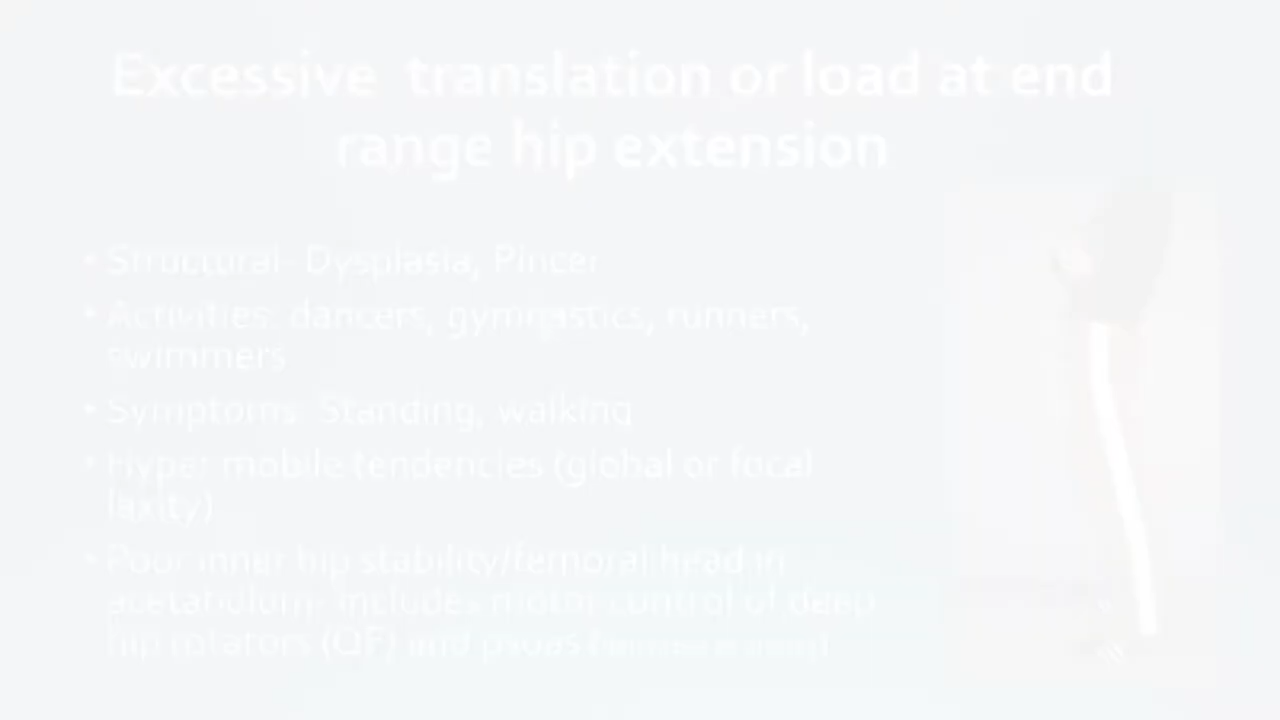 Excessive translation or load at end
range hip extension
• Structural- Dysplasia, Pincer
• Activities: dancers, gymnastics, runners,
swimmers
• Symptoms: Standing, walking
• Hyper mobile tendencies (global or focal
laxity)
• Poor inner hip stability/femoral head in
acetabulum- includes motor control of deep
hip rotators (QF) and psoas (